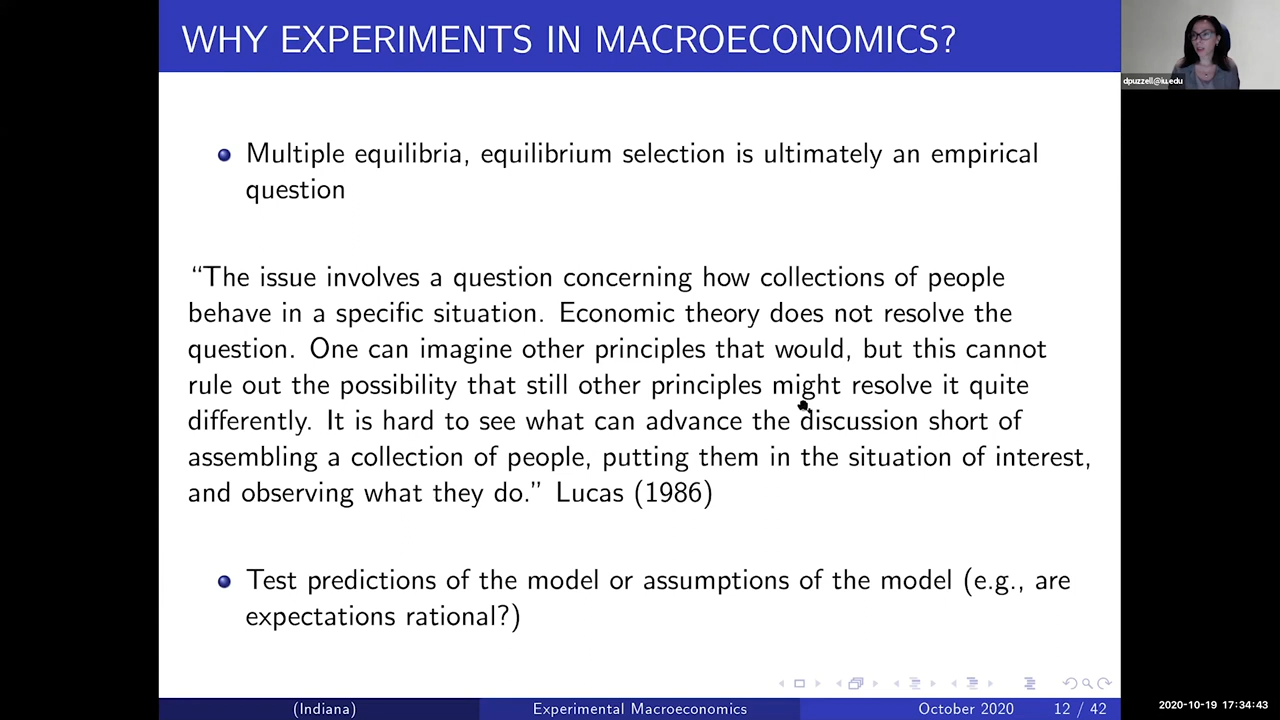 WHY EXPERIMENTS IN MACROECONOMICS?
dpuzzell@iu.edu
Multiple equilibria, equilibrium selection is ultimately an empirical
question
“The issue involves a question concerning how collections of people
behave in a specific situation. Economic theory does not resolve the
question. One can imagine other principles that would, but this cannot
rule out the possibility that still other principles might resolve it quite
differently. It is hard to see what can advance the discussion short of
assembling a collection of people, putting them in the situation of interest,
and observing what they do.” Lucas (1986)
Test predictions of the model or assumptions of the model (e.g., are
expectations rational?)
(Indiana) Experimental Macroeconomics October 2020 12 / 42
2020-10-19 17:34:43